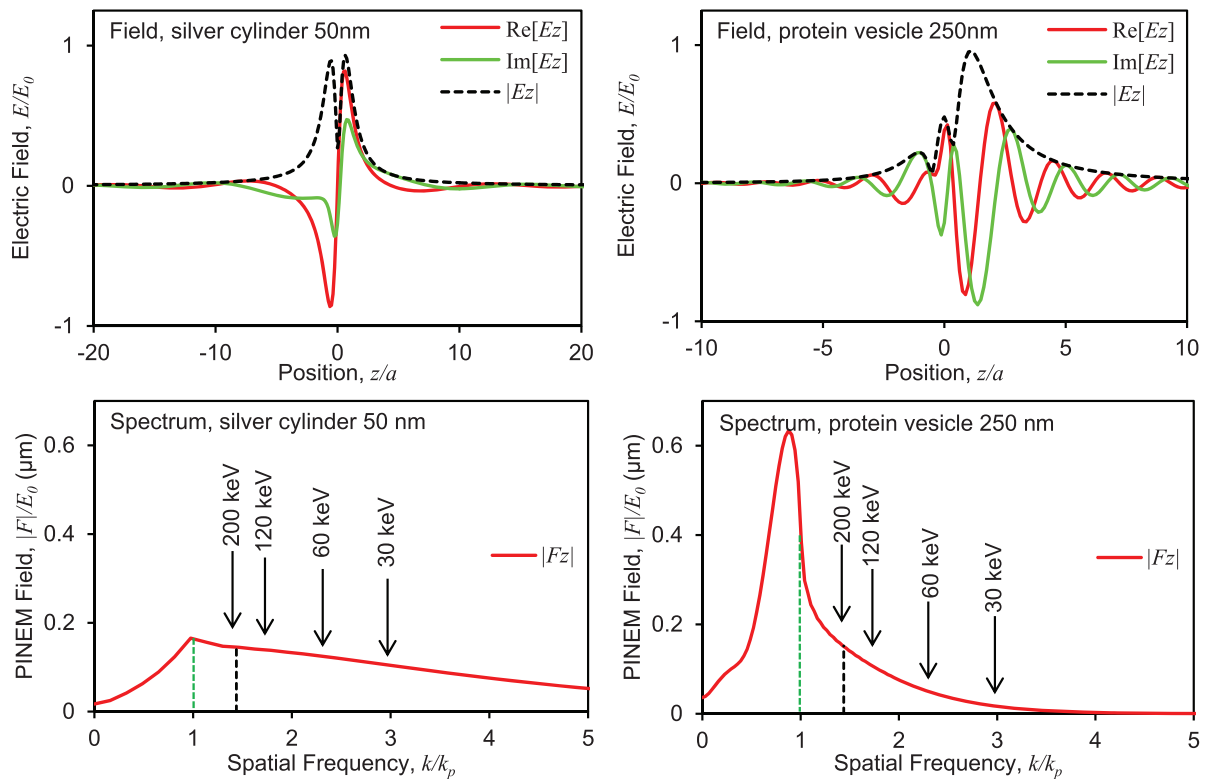 Field, silver cylinder 50nm
Re[Ez]
Im[Ez]
|Ez|
Electric Field, E/E0
1
0
-1
-20
-10
0
10
20
Position, z/a
Field, protein vesicle 250nm
Re[Ez]
Im[Ez]
|Ez|
Electric Field, E/E0
1
0
-1
-10
-5
0
5
10
Position, z/a
Spectrum, silver cylinder 50 nm
PINEM Field, |F|/E0 (µm)
0.6
0.4
0.2
0
200 keV
120 keV
60 keV
30 keV
|Fz|
0
1
2
3
4
5
Spatial Frequency, k/kp
Spectrum, protein vesicle 250 nm
PINEM Field, |F|/E0 (µm)
0.6
0.4
0.2
0
200 keV
120 keV
60 keV
30 keV
|Fz|
0
1
2
3
4
5
Spatial Frequency, k/kp